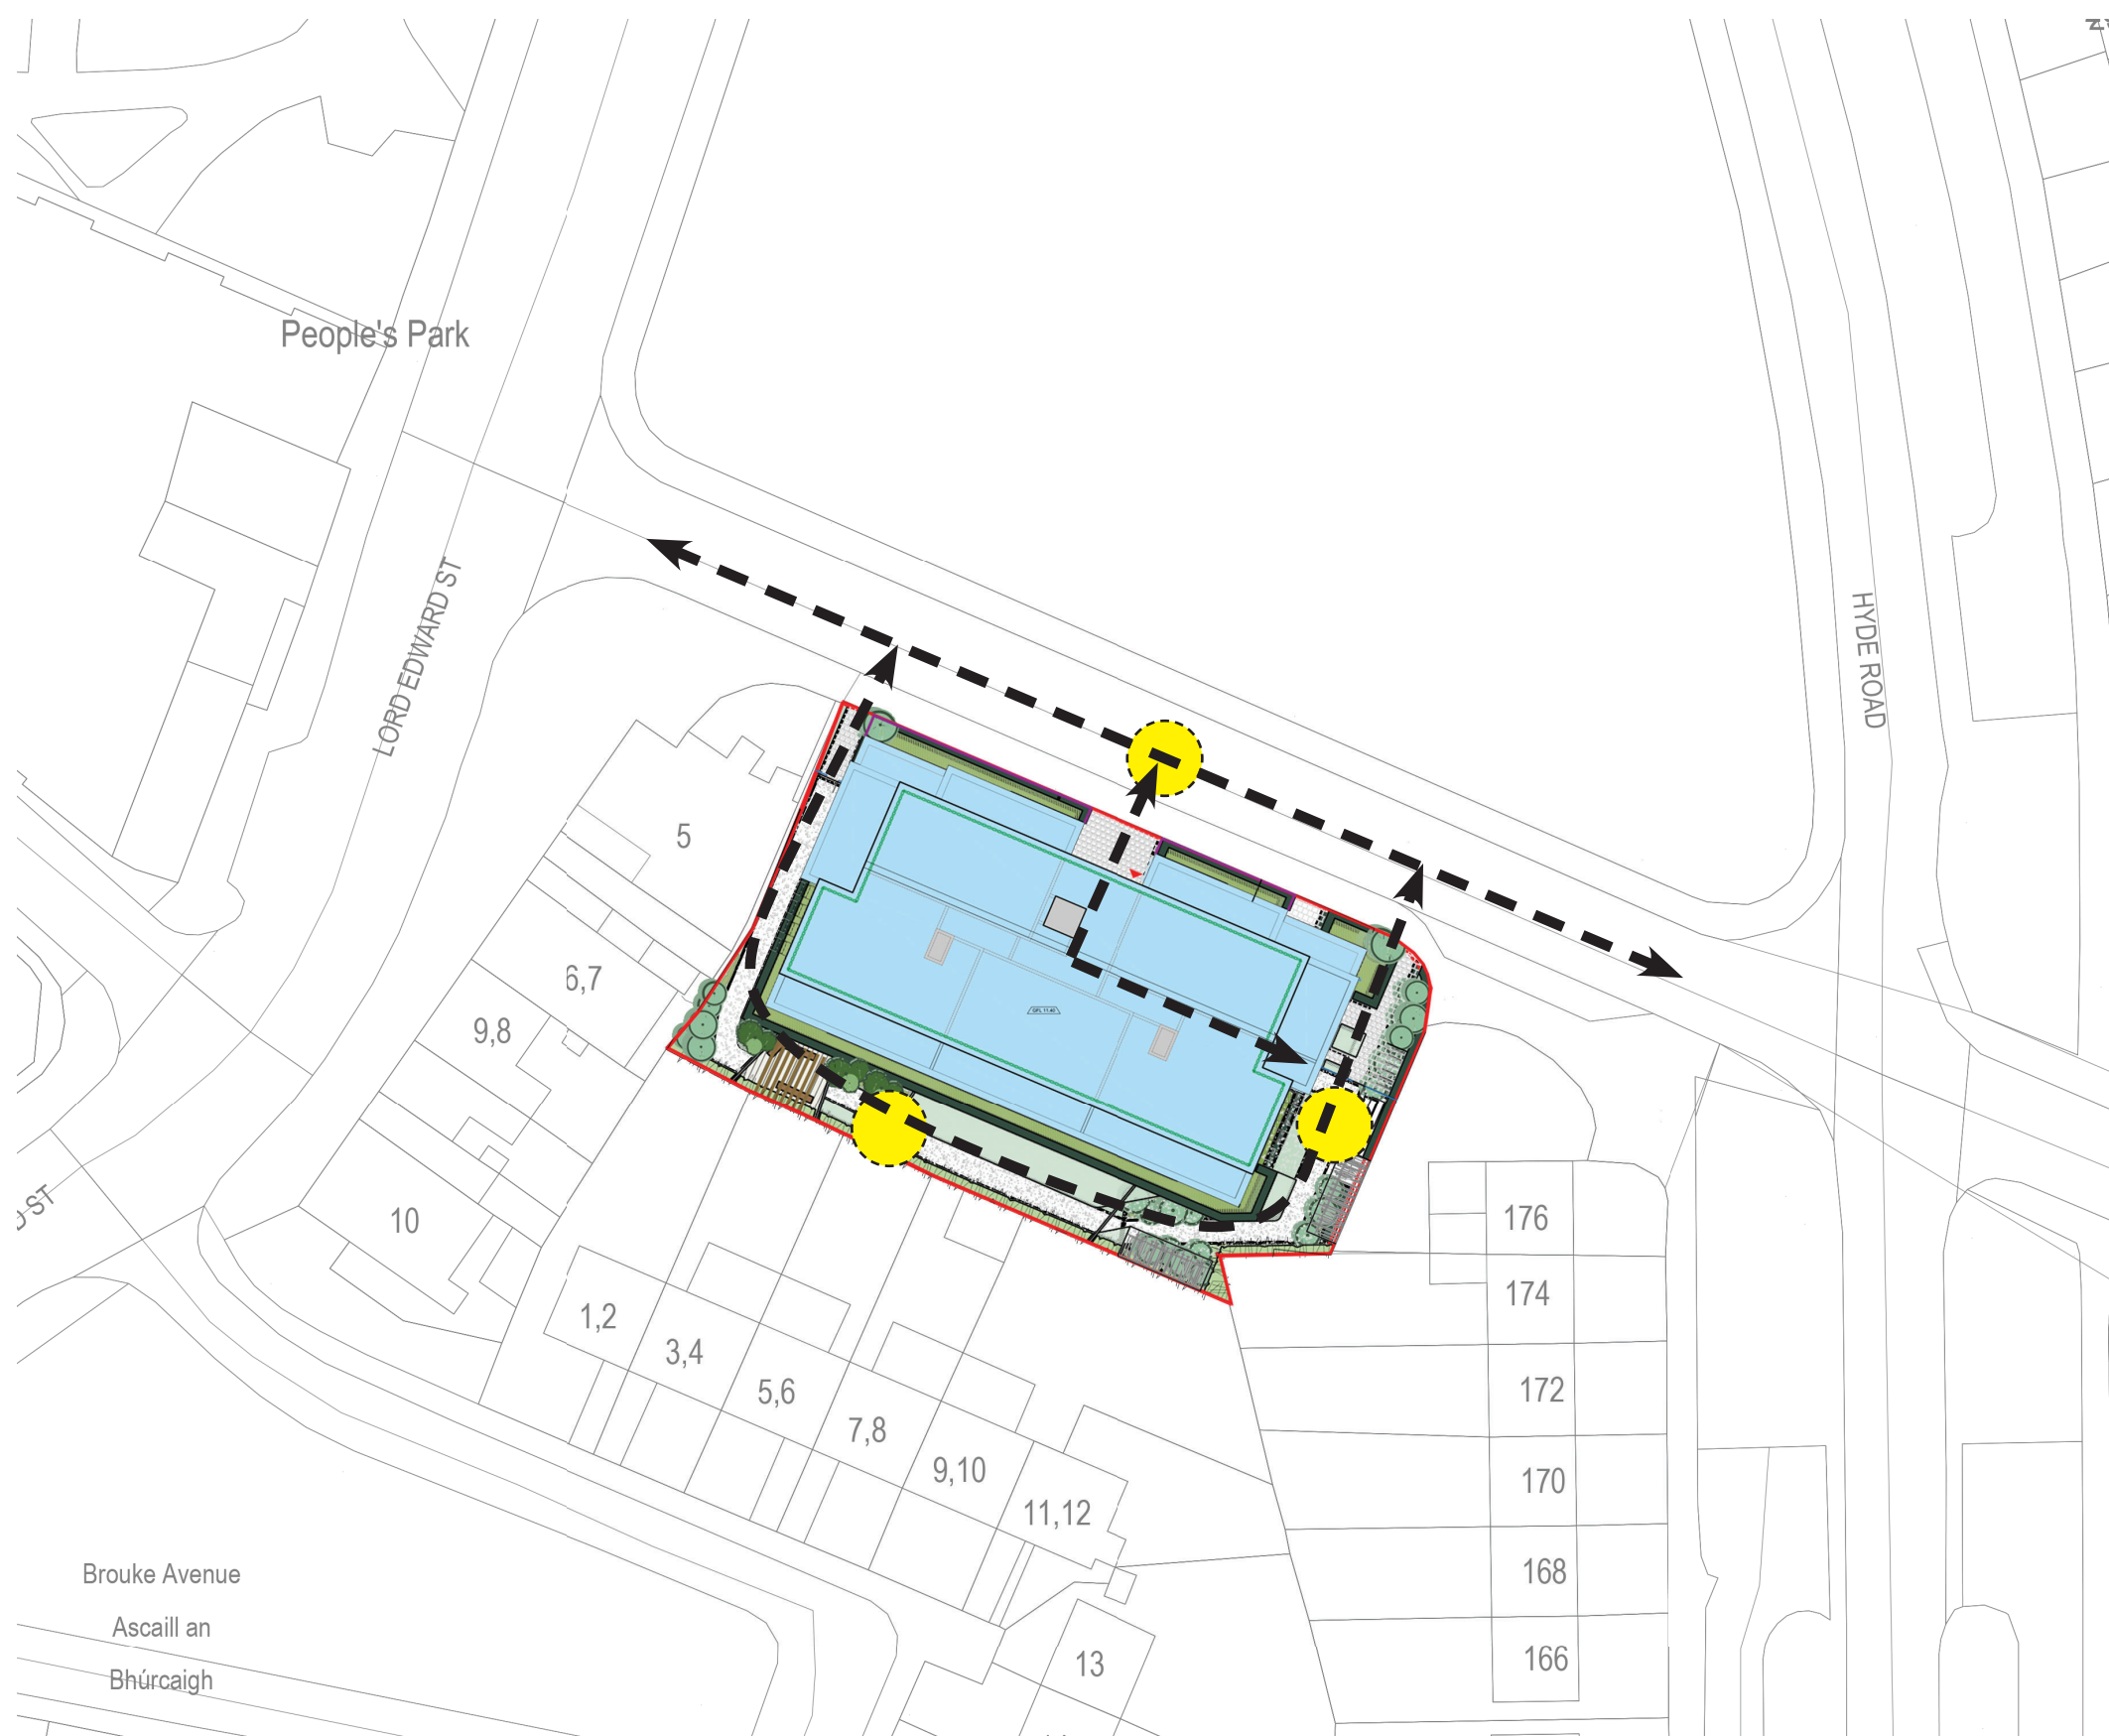 People's Park
LORD EDWARD ST
HYDE ROAD
5
6,7
9,8
10
1,2
3,4
5,6
7,8
9,10
11,12
13
176
174
172
170
168
166
Brouke Avenue
Ascaill an
Bhúrcaigh